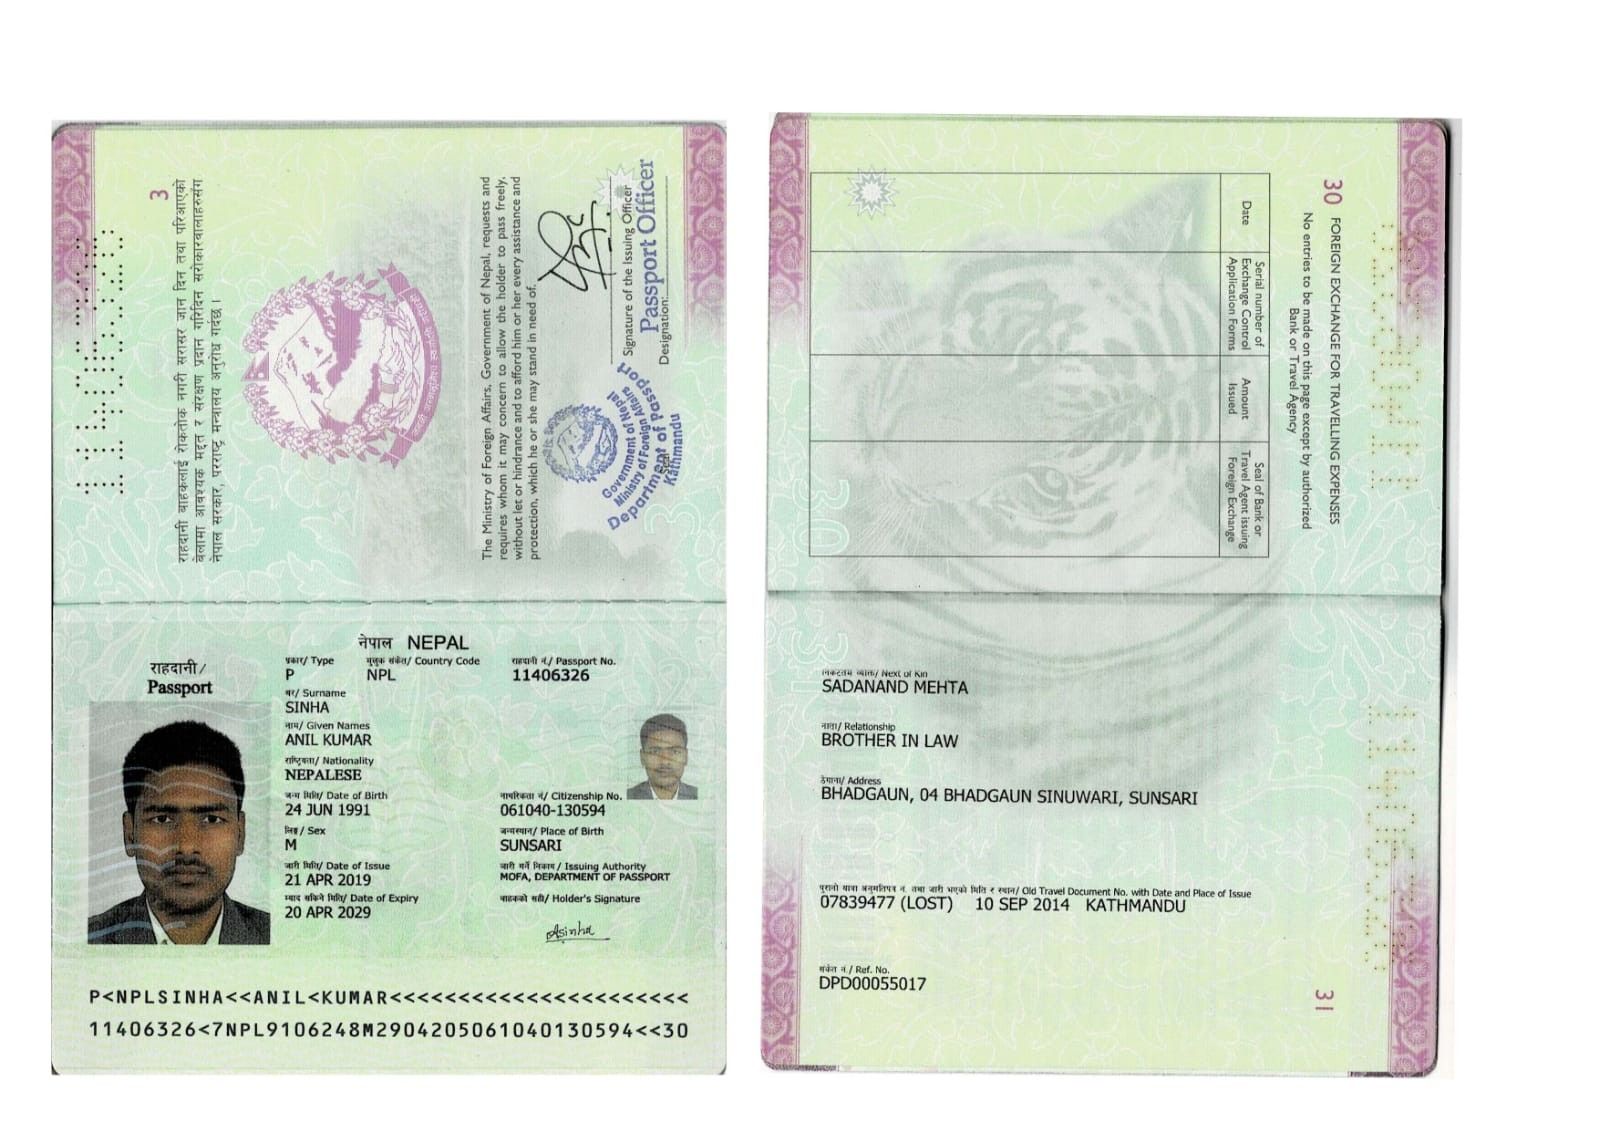 3
राहदानी बाहकलाई रोकतोक नगरी सरासर जान दिन तथा परिआएको
बेलामा आवश्यक मद्दत र संरक्षण प्रदान गरिदिन सरोकारवालाहरुसँग
नेपाल सरकार, परराष्ट्र मन्त्रालय अनुरोध गर्दछ ।
The Ministry of Foreign Affairs, Government of Nepal, requests and
requires whom it may concern to allow the holder to pass freely,
without let or hindrance and to afford him or her every assistance and
protection, which he or she may stand in need of.
Signature of the Issuing Officer
Passport Officer
Designation:
Seal
Government of Nepal
Ministry of Foreign Affairs
Department of Passport
Kathmandu
नेपाल NEPAL
राहदानी/
Passport
प्रकार/ Type मुलुक संकेत/ Country Code राहदानी नं./ Passport No.
P NPL 11406326
थर/ Surname
SINHA
नाम/ Given Names
ANIL KUMAR
राष्ट्रियता/ Nationality
NEPALESE
जन्म मिति/ Date of Birth नागरिकता नं/ Citizenship No.
24 JUN 1991 061040-130594
लिङ्ग/ Sex जन्मस्थान/ Place of Birth
M SUNSARI
जारी मिति/ Date of Issue जारी गर्ने निकाय/ Issuing Authority
21 APR 2019 MOFA, DEPARTMENT OF PASSPORT
म्याद सकिने मिति/ Date of Expiry वाहकको सही/ Holder's Signature
20 APR 2029 Asinha
P<NPLSINHA<<ANIL<KUMAR<<<<<<<<<<<<<<<<<<<<<<
11406326<7NPL9106248M29042050610401​30594<<30
30 FOREIGN EXCHANGE FOR TRAVELLING EXPENSES
No entries to be made on this page except by authorized
Bank or Travel Agency
Date
Serial number of
Exchange Control
Application Forms
Amount
Issued
Seal of Bank or
Travel Agent issuing
Foreign Exchange
निकटतम व्यक्ति/ Next of Kin
SADANAND MEHTA
नाता/ Relationship
BROTHER IN LAW
ठेगाना/ Address
BHADGAUN, 04 BHADGAUN SINUWARI, SUNSARI
पुरानो यात्रा अनुमतिपत्र नं. तथा जारी भएको मिति र स्थान/ Old Travel Document No. with Date and Place of Issue
07839477 (LOST) 10 SEP 2014 KATHMANDU
संकेत नं./ Ref. No.
DPD00055017
31